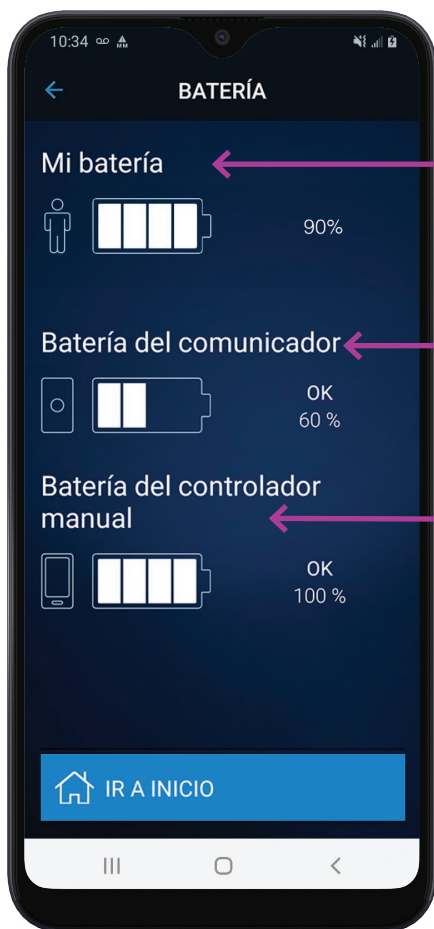 10:34
BATERÍA
Mi batería
90%
Batería del comunicador
OK
60 %
Batería del controlador
manual
OK
100 %
IR A INICIO